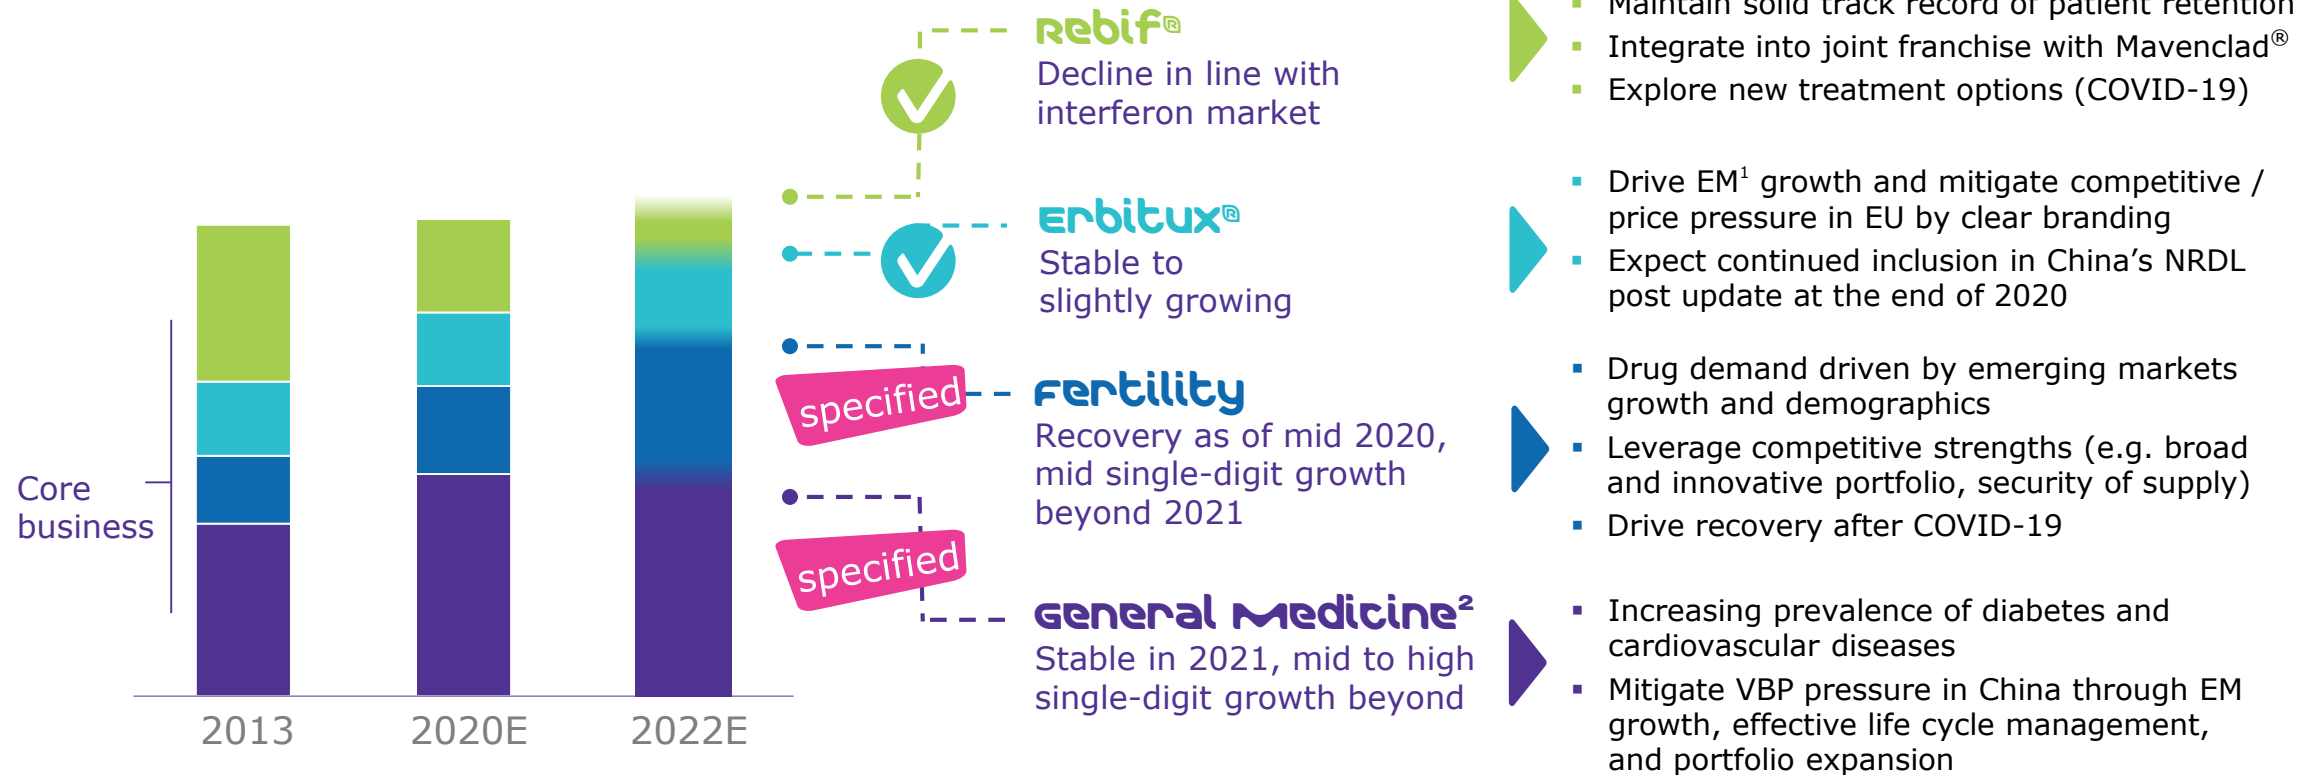 Core
business
2013
2020E
2022E
Rebif®
Decline in line with
interferon market
Maintain solid track record of patient retention
Integrate into joint franchise with Mavenclad®
Explore new treatment options (COVID-19)
Erbitux®
Stable to
slightly growing
Drive EM¹ growth and mitigate competitive /
price pressure in EU by clear branding
Expect continued inclusion in China’s NRDL
post update at the end of 2020
specified
Fertility
Recovery as of mid 2020,
mid single-digit growth
beyond 2021
Drug demand driven by emerging markets
growth and demographics
Leverage competitive strengths (e.g. broad
and innovative portfolio, security of supply)
Drive recovery after COVID-19
specified
General Medicine²
Stable in 2021, mid to high
single-digit growth beyond
Increasing prevalence of diabetes and
cardiovascular diseases
Mitigate VBP pressure in China through EM
growth, effective life cycle management,
and portfolio expansion